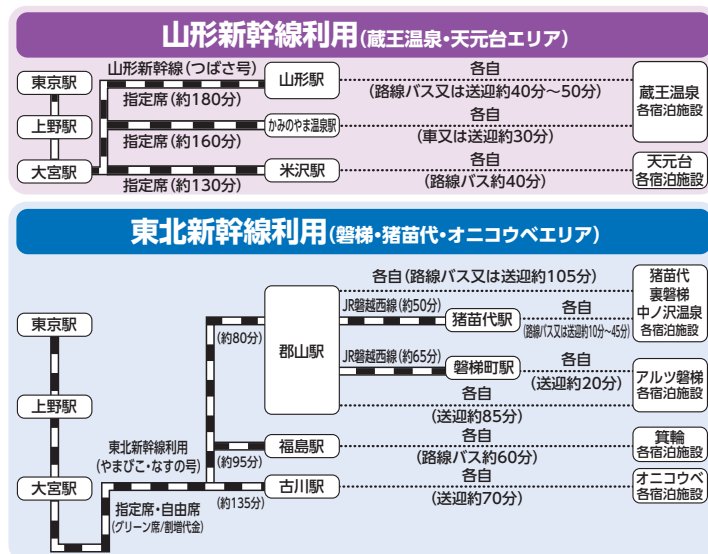 山形新幹線利用(蔵王温泉・天元台エリア)
東京駅
上野駅
大宮駅
山形新幹線(つばさ号)
指定席(約180分)
山形駅
各自
(路線バス又は送迎約40分〜50分)
指定席(約160分)
かみのやま温泉駅
各自
(車又は送迎約30分)
蔵王温泉
各宿泊施設
指定席(約130分)
米沢駅
各自
(路線バス約40分)
天元台
各宿泊施設
東北新幹線利用(磐梯・猪苗代・オニコウベエリア)
東京駅
上野駅
大宮駅
東北新幹線利用
(やまびこ・なすの号)
指定席・自由席
(グリーン席/割増代金)
(約80分)
郡山駅
各自(路線バス又は送迎約105分)
JR磐越西線(約50分)
猪苗代駅
各自
(路線バス又は送迎約10分〜45分)
猪苗代
裏磐梯
中ノ沢温泉
各宿泊施設
JR磐越西線(約65分)
磐梯町駅
各自
(送迎約20分)
各自
(送迎約85分)
アルツ磐梯
各宿泊施設
(約95分)
福島駅
各自
(路線バス約60分)
箕輪
各宿泊施設
(約135分)
古川駅
各自
(送迎約70分)
オニコウベ
各宿泊施設